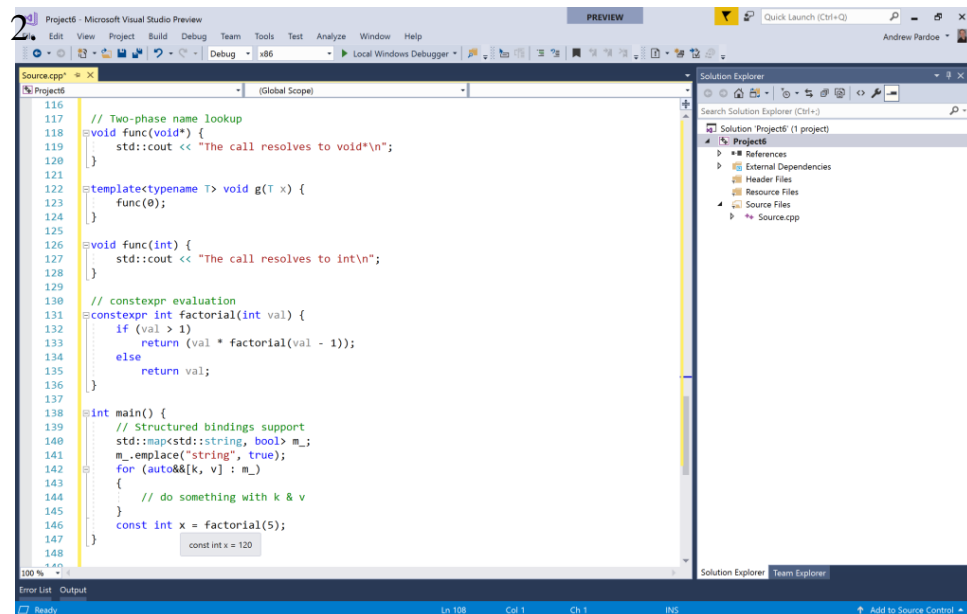 2.
Project6 - Microsoft Visual Studio Preview
PREVIEW
Quick Launch (Ctrl+Q)
Edit View Project Build Debug Team Tools Test Analyze Window Help
Andrew Pardoe
Debug x86 Local Windows Debugger
Source.cpp*
Project6 (Global Scope)
116
117 // Two-phase name lookup
118 void func(void*) {
119 std::cout << "The call resolves to void*\n";
120 }
121
122 template<typename T> void g(T x) {
123 func(0);
124 }
125
126 void func(int) {
127 std::cout << "The call resolves to int\n";
128 }
129
130 // constexpr evaluation
131 constexpr int factorial(int val) {
132 if (val > 1)
133 return (val * factorial(val - 1));
134 else
135 return val;
136 }
137
138 int main() {
139 // Structured bindings support
140 std::map<std::string, bool> m_;
141 m_.emplace("string", true);
142 for (auto&&[k, v] : m_)
143 {
144 // do something with k & v
145 }
146 const int x = factorial(5);
147 }
const int x = 120
148
100 %
Solution Explorer
Search Solution Explorer (Ctrl+;)
Solution 'Project6' (1 project)
Project6
References
External Dependencies
Header Files
Resource Files
Source Files
Source.cpp
Solution Explorer Team Explorer
Error List Output
Ready Ln 108 Col 1 Ch 1 INS Add to Source Control